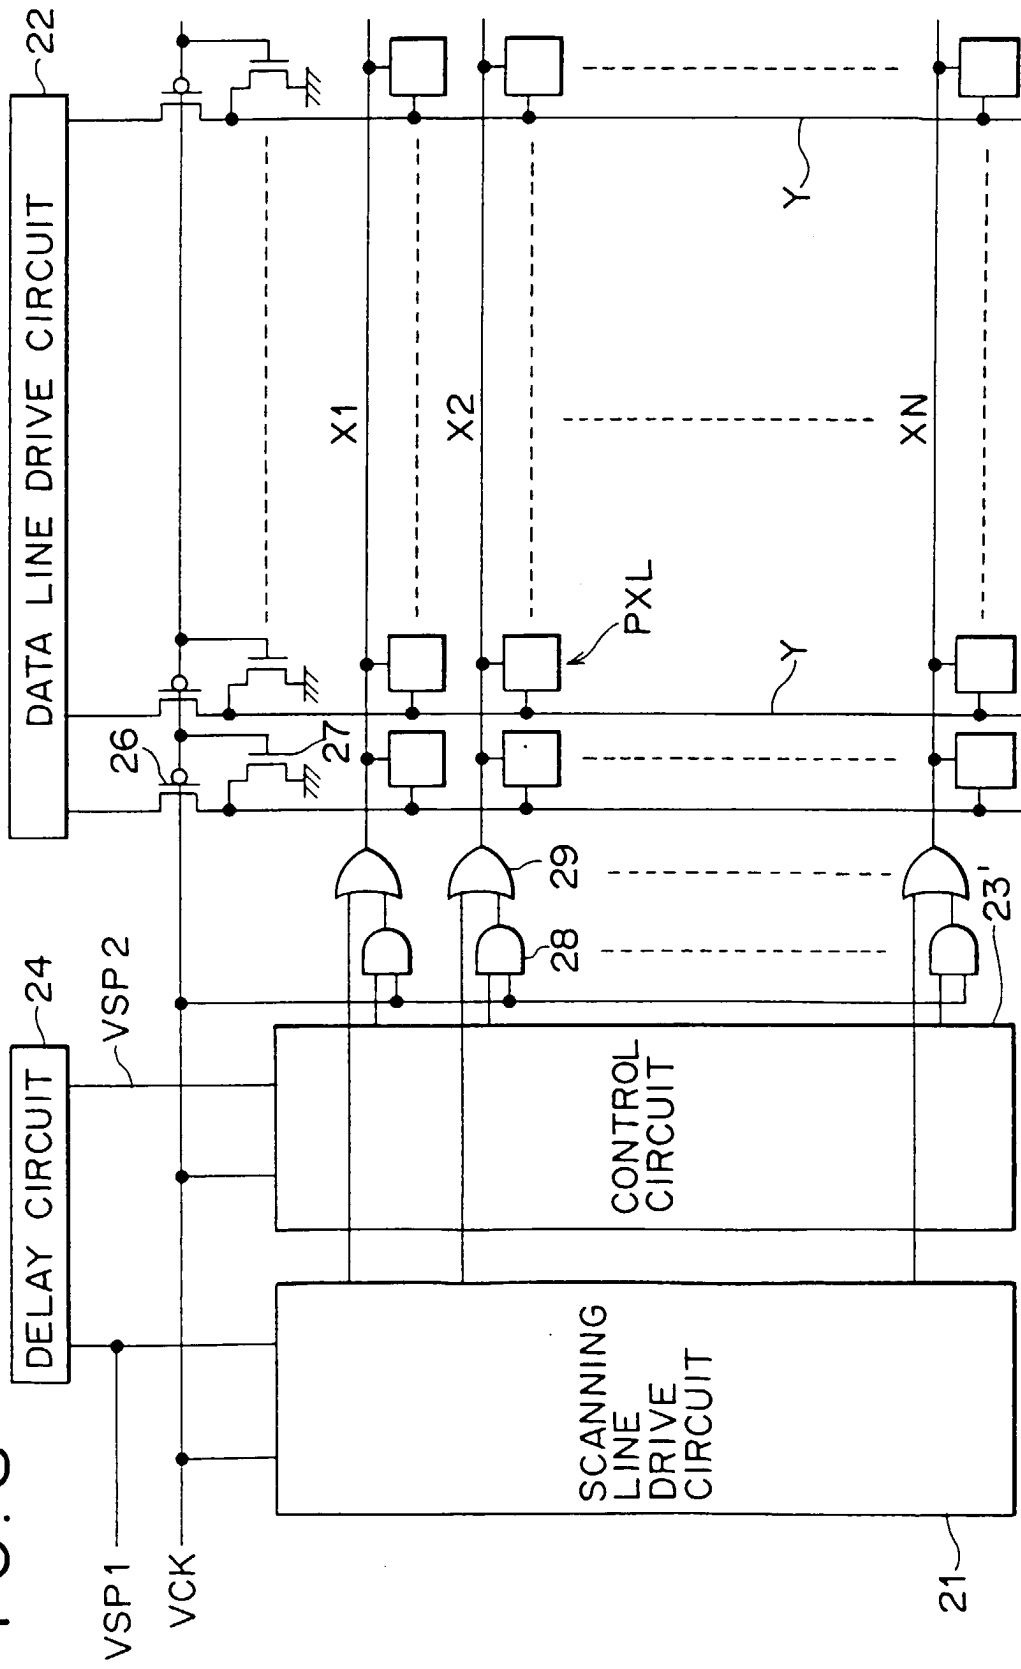 DELAY CIRCUIT
24
DATA LINE DRIVE CIRCUIT
22
VSP1
VSP2
VCK
26
27
X1
X2
29
28
PXL
Y
Y
XN
SCANNING
LINE
DRIVE
CIRCUIT
CONTROL
CIRCUIT
21
23'